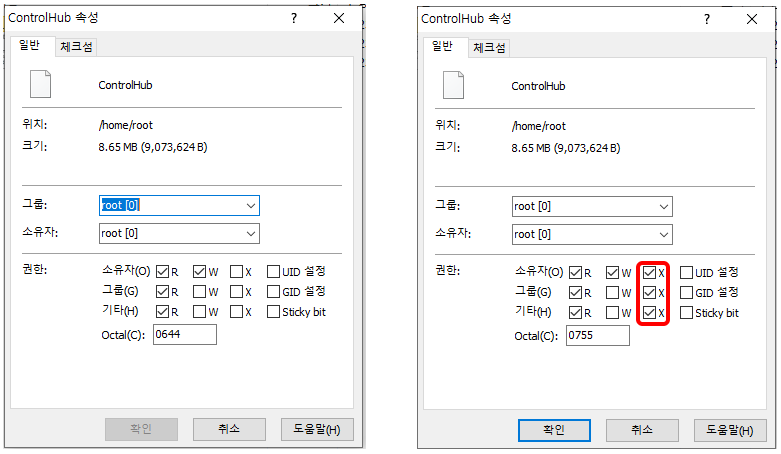 ControlHub 속성
일반 체크섬
ControlHub
위치: /home/root
크기: 8.65 MB (9,073,624 B)
그룹: root [0]
소유자: root [0]
권한: 소유자(O) R W X UID 설정
그룹(G) R W X GID 설정
기타(H) R W X Sticky bit
Octal(C): 0644
확인 취소 도움말(H)
ControlHub 속성
일반 체크섬
ControlHub
위치: /home/root
크기: 8.65 MB (9,073,624 B)
그룹: root [0]
소유자: root [0]
권한: 소유자(O) R W X UID 설정
그룹(G) R W X GID 설정
기타(H) R W X Sticky bit
Octal(C): 0755
확인 취소 도움말(H)